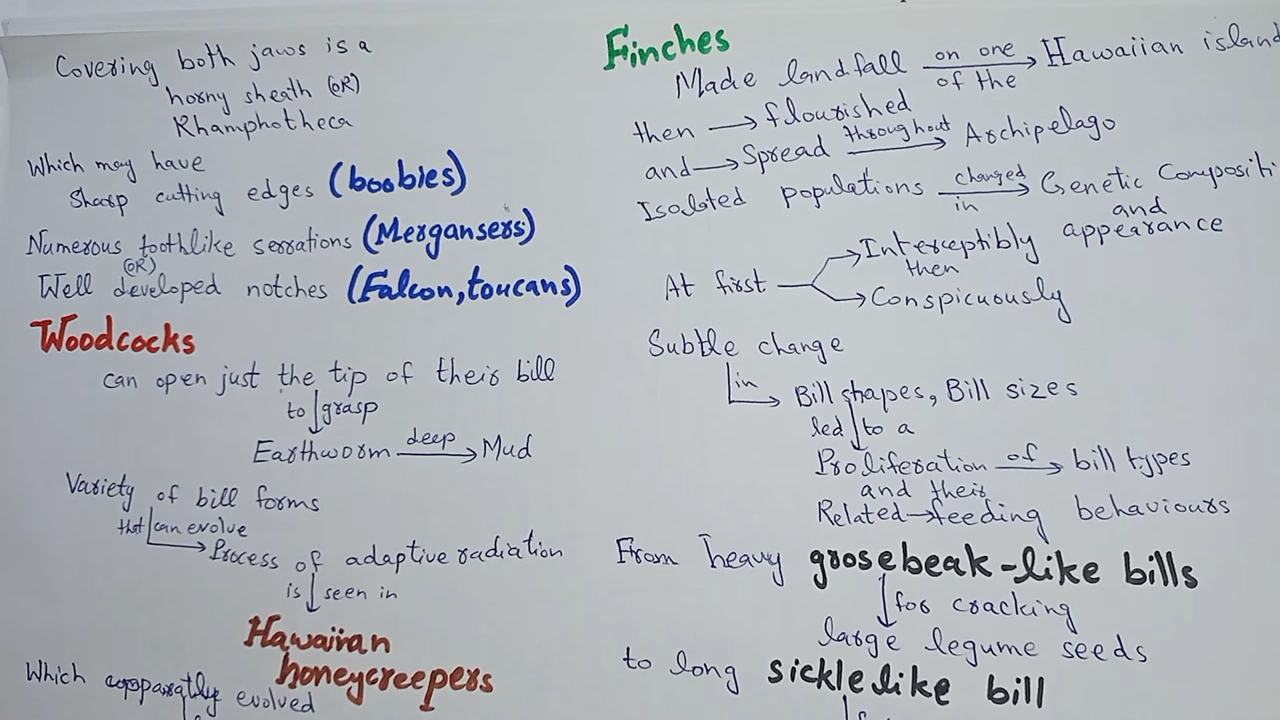 Covering both jaws is a
horny sheath (OR)
Rhamphotheca
Which may have
Sharp cutting edges (boobies)
Numerous toothlike serrations (Mergansers)
(OR)
Well developed notches (Falcon, toucans)
Woodcocks
can open just the tip of their bill
to grasp
Earthworm deep Mud
Variety of bill forms
that can evolve
Process of adaptive radiation
is seen in
Hawaiian
honeycreepers
Which evolved
Finches
Made landfall on one of the Hawaiian island
then → flourished
and → Spread throughout Archipelago
Isolated populations changed in Genetic Compositi
and
appearance
At first Interceptibly
then
Conspicuously
Subtle change
in
Bill shapes, Bill sizes
led to a
Proliferation of → bill types
and their
Related → feeding behaviours
From heavy groosebeak-like bills
for cracking
large legume seeds
to long sicklelike bill